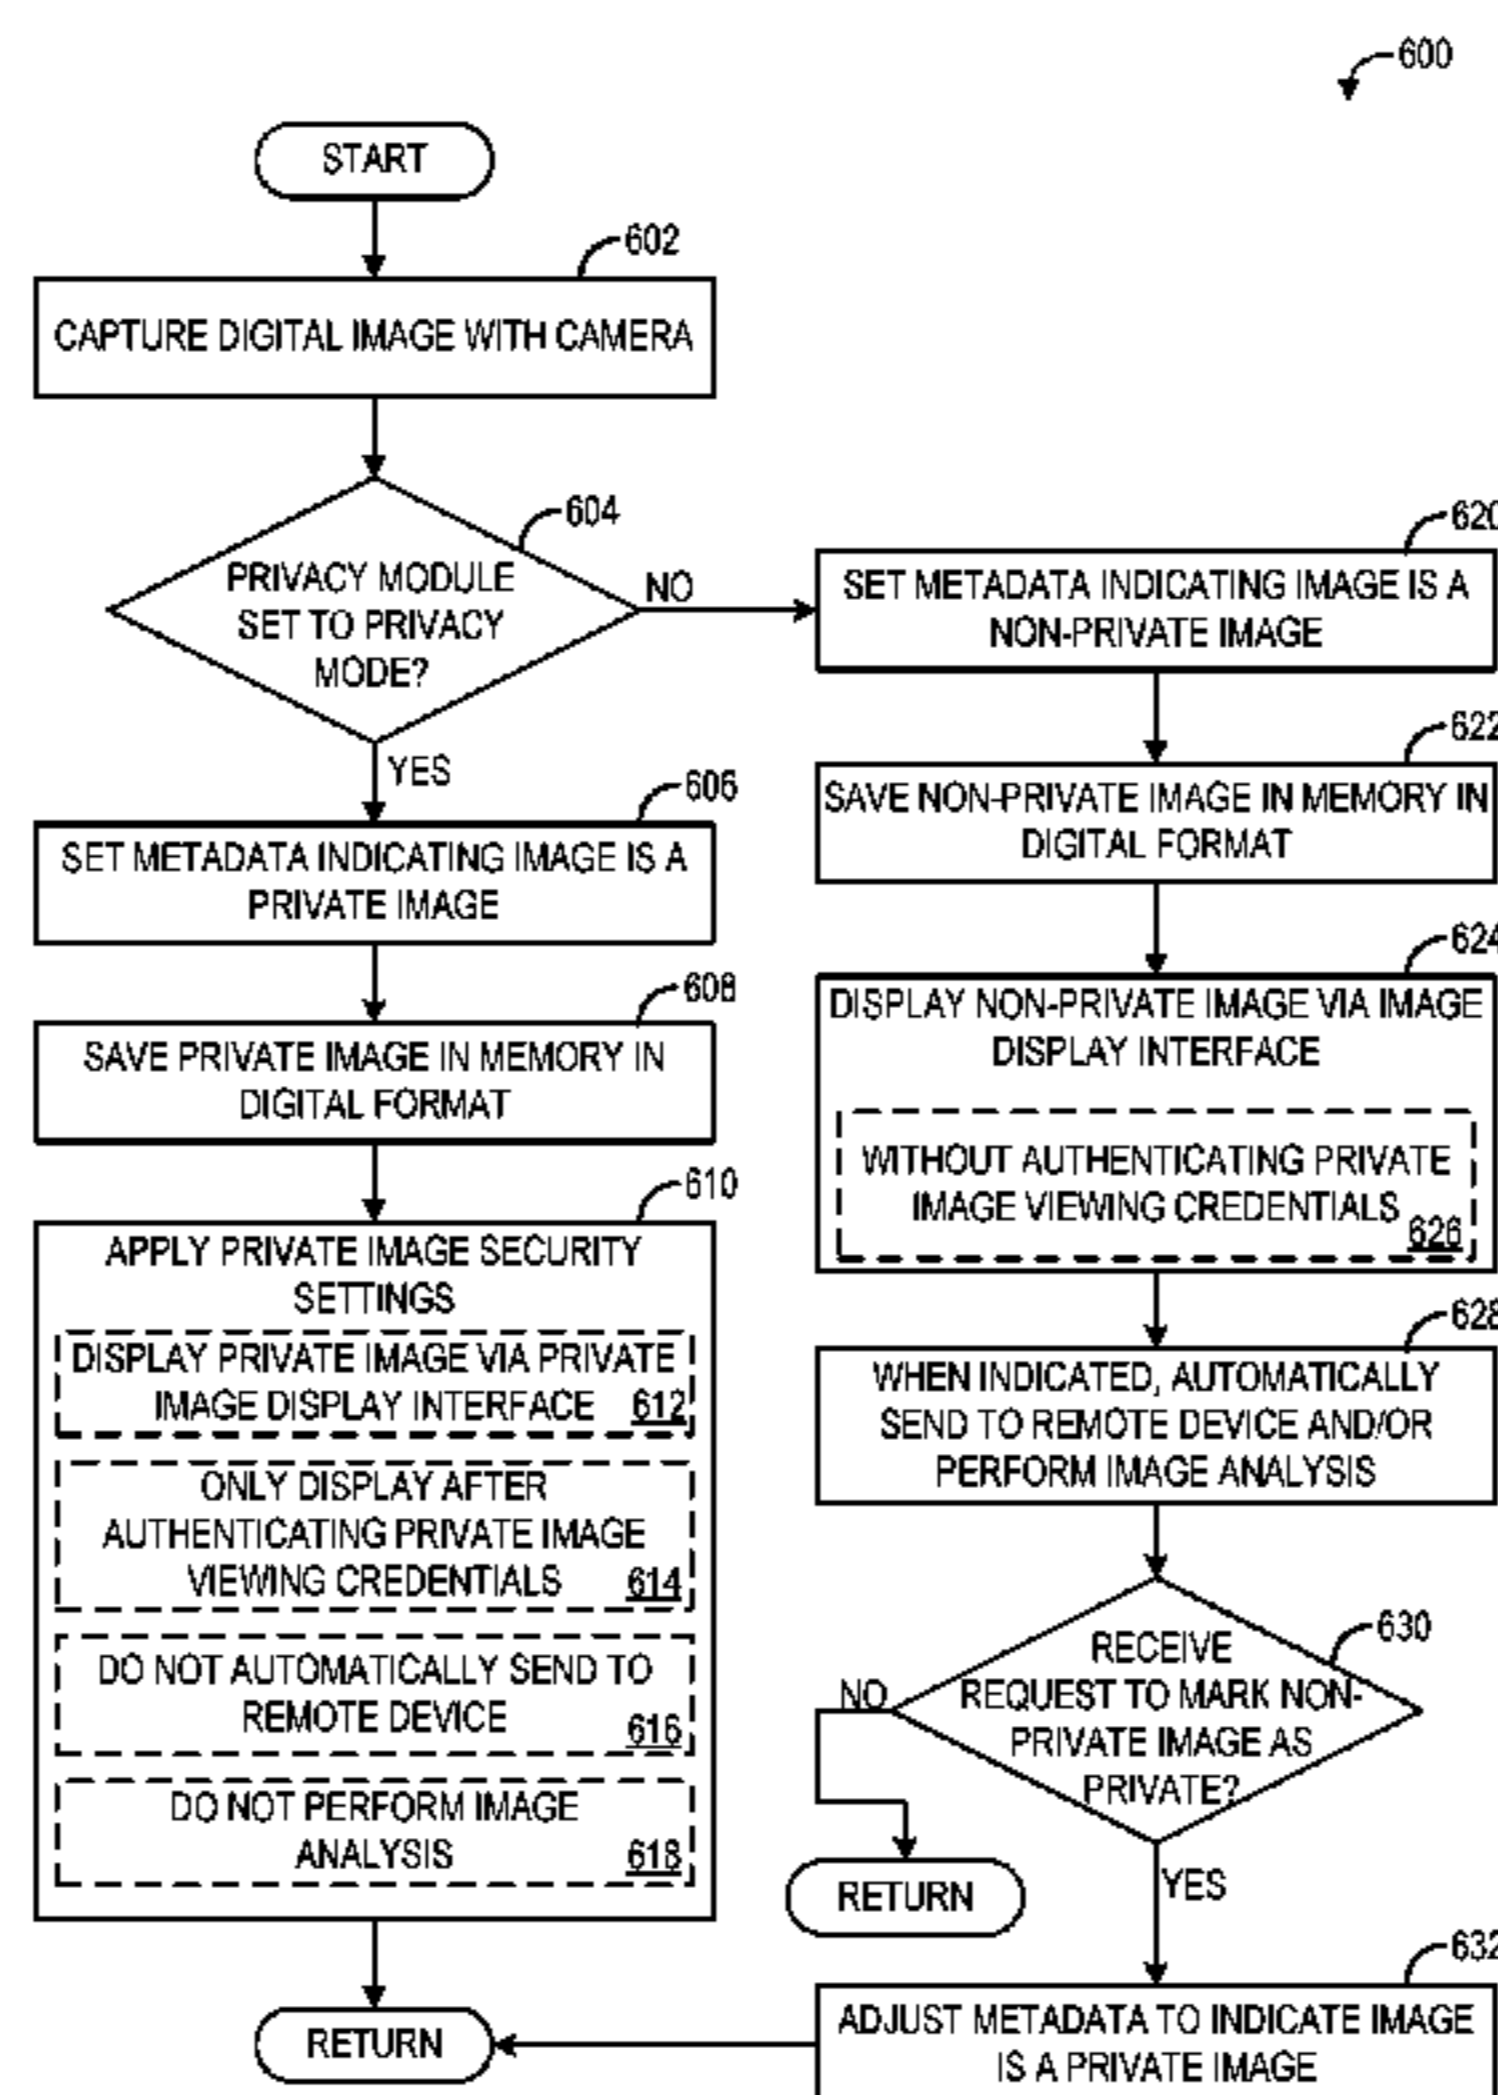 600
START
602
CAPTURE DIGITAL IMAGE WITH CAMERA
604
PRIVACY MODULE
SET TO PRIVACY
MODE?
NO
YES
606
SET METADATA INDICATING IMAGE IS A
PRIVATE IMAGE
608
SAVE PRIVATE IMAGE IN MEMORY IN
DIGITAL FORMAT
610
APPLY PRIVATE IMAGE SECURITY
SETTINGS
DISPLAY PRIVATE IMAGE VIA PRIVATE
IMAGE DISPLAY INTERFACE 612
ONLY DISPLAY AFTER
AUTHENTICATING PRIVATE IMAGE
VIEWING CREDENTIALS 614
DO NOT AUTOMATICALLY SEND TO
REMOTE DEVICE 616
DO NOT PERFORM IMAGE
ANALYSIS 618
RETURN
620
SET METADATA INDICATING IMAGE IS A
NON-PRIVATE IMAGE
622
SAVE NON-PRIVATE IMAGE IN MEMORY IN
DIGITAL FORMAT
624
DISPLAY NON-PRIVATE IMAGE VIA IMAGE
DISPLAY INTERFACE
WITHOUT AUTHENTICATING PRIVATE
IMAGE VIEWING CREDENTIALS 626
628
WHEN INDICATED, AUTOMATICALLY
SEND TO REMOTE DEVICE AND/OR
PERFORM IMAGE ANALYSIS
630
RECEIVE
REQUEST TO MARK NON-
PRIVATE IMAGE AS
PRIVATE?
NO
RETURN
YES
632
ADJUST METADATA TO INDICATE IMAGE
IS A PRIVATE IMAGE